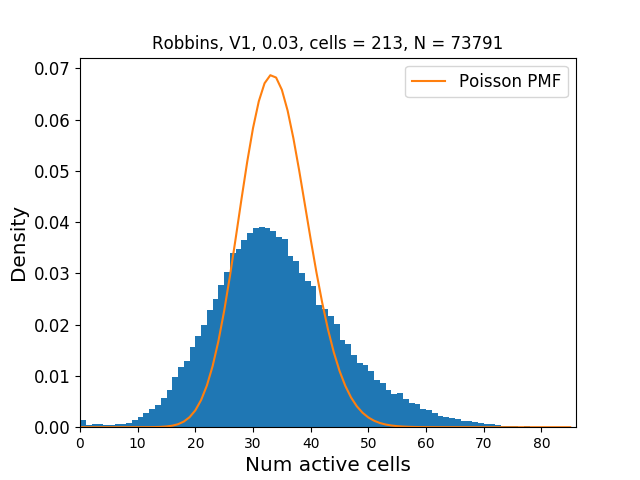 Robbins, V1, 0.03, cells = 213, N = 73791
Poisson PMF
Density
0.07
0.06
0.05
0.04
0.03
0.02
0.01
0.00
0 10 20 30 40 50 60 70 80
Num active cells